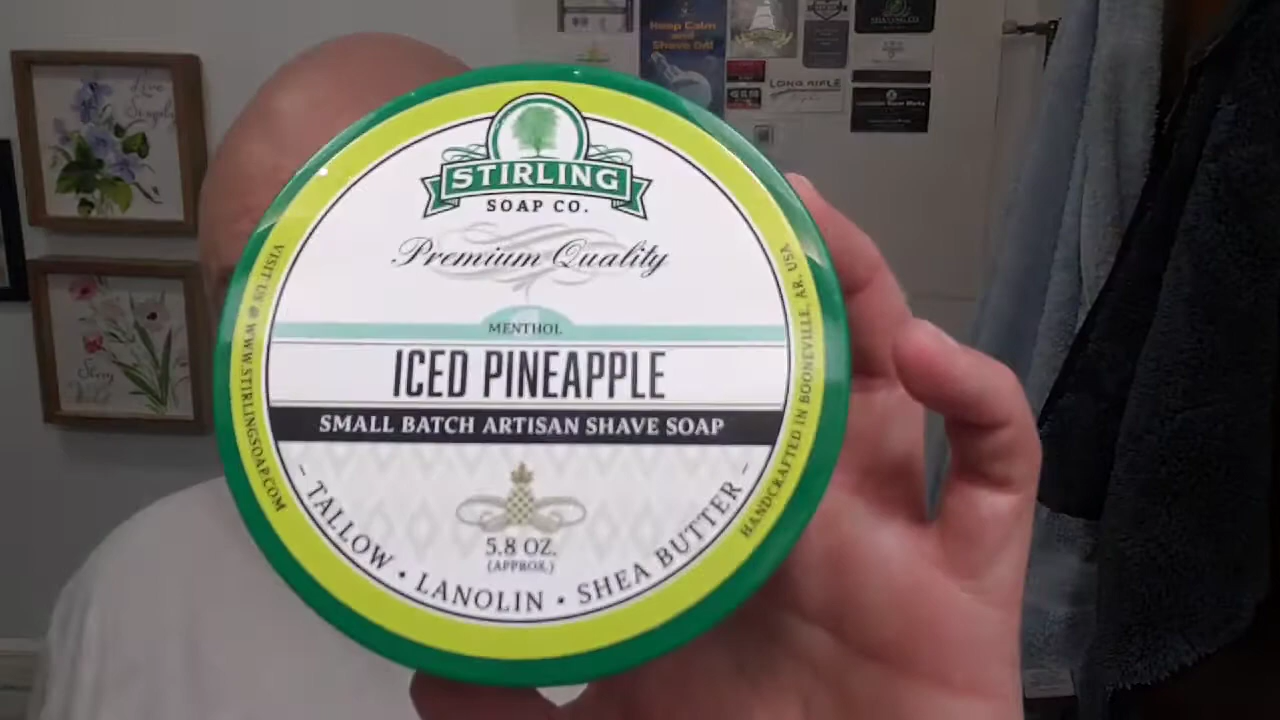 STIRLING
SOAP CO.
Premium Quality
MENTHOL
ICED PINEAPPLE
SMALL BATCH ARTISAN SHAVE SOAP
5.8 OZ.
(APPROX.)
- TALLOW • LANOLIN • SHEA BUTTER -
VISIT US @ WWW.STIRLINGSOAP.COM
HANDCRAFTED IN BOONEVILLE, AR, USA
Live
Simply
Keep Calm
and
Shave On!
LONG RIFLE